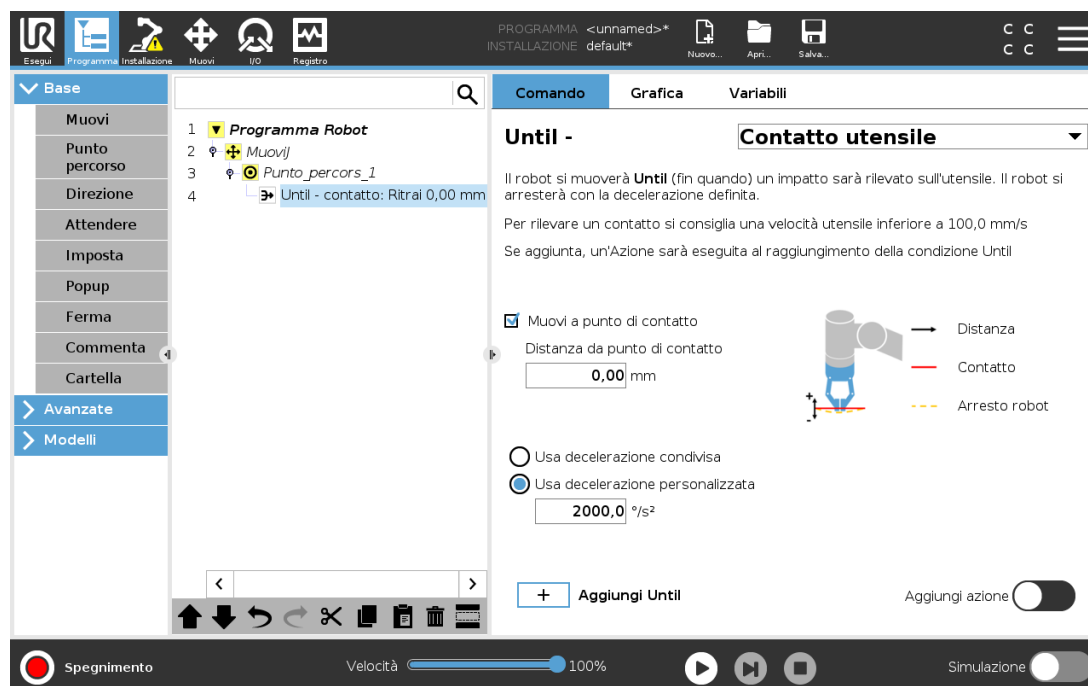 UR
PROGRAMMA <unnamed>*
INSTALLAZIONE default*
Nuovo... Apri... Salva...
C C
C C
Esegui Programma Installazione Muovi I/O Registro
Base
Muovi
Punto
percorso
Direzione
Attendere
Imposta
Popup
Ferma
Commenta
Cartella
Avanzate
Modelli
1 Programma Robot
2 MuoviJ
3 Punto_percors_1
4 Until - contatto: Ritrai 0,00 mm
Comando Grafica Variabili
Until - Contatto utensile
Il robot si muoverà Until (fin quando) un impatto sarà rilevato sull'utensile. Il robot si
arresterà con la decelerazione definita.
Per rilevare un contatto si consiglia una velocità utensile inferiore a 100,0 mm/s
Se aggiunta, un'Azione sarà eseguita al raggiungimento della condizione Until
Muovi a punto di contatto
Distanza da punto di contatto
0,00 mm
+
-
Distanza
Contatto
Arresto robot
Usa decelerazione condivisa
Usa decelerazione personalizzata
2000,0 °/s²
+ Aggiungi Until
Aggiungi azione
Spegnimento
Velocità 100%
Simulazione